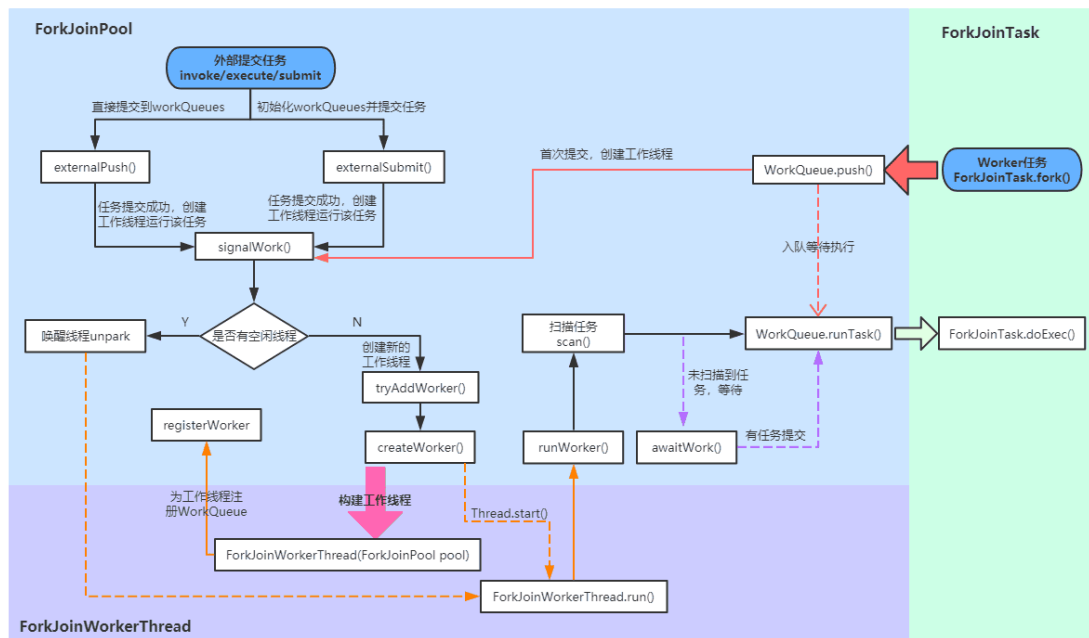 ForkJoinPool
ForkJoinTask
外部提交任务
invoke/execute/submit
直接提交到workQueues
初始化workQueues并提交任务
externalPush()
externalSubmit()
首次提交，创建工作线程
WorkQueue.push()
Worker任务
ForkJoinTask.fork()
任务提交成功，创建
工作线程运行该任务
任务提交成功，创建
工作线程运行该任务
signalWork()
入队等待执行
Y
N
唤醒线程unpark
是否有空闲线程
创建新的
工作线程
扫描任务
scan()
WorkQueue.runTask()
ForkJoinTask.doExec()
tryAddWorker()
未扫描到任
务，等待
registerWorker
createWorker()
runWorker()
awaitWork()
有任务提交
为工作线程注
册WorkQueue
构建工作线程
Thread.start()
ForkJoinWorkerThread(ForkJoinPool pool)
ForkJoinWorkerThread.run()
ForkJoinWorkerThread